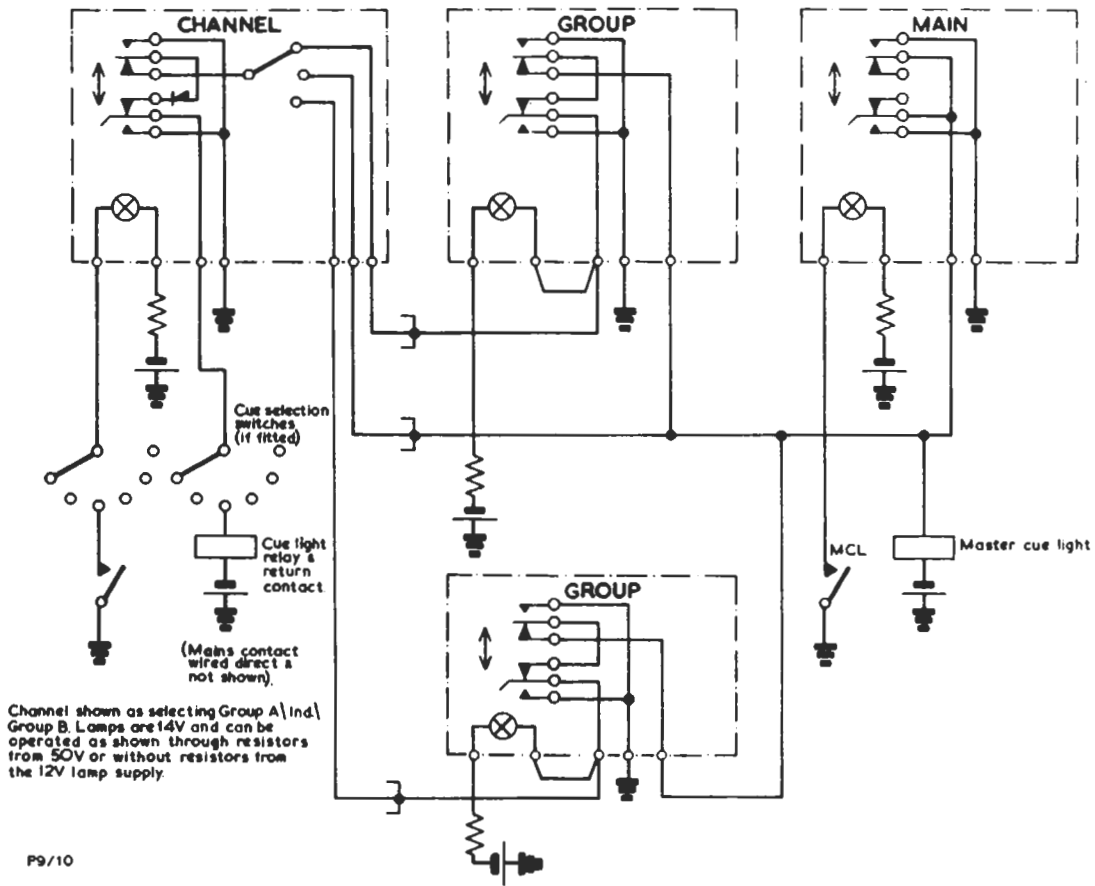 CHANNEL
GROUP
MAIN
Cue selection
switches
(if fitted)
Cue light
relay &
return
contact
(Mains contact
wired direct &
not shown).
MCL
Master cue light
GROUP
Channel shown as selecting Group A\Ind.\
Group B. Lamps are 14V and can be
operated as shown through resistors
from 50V or without resistors from
the 12V lamp supply.
P9/10